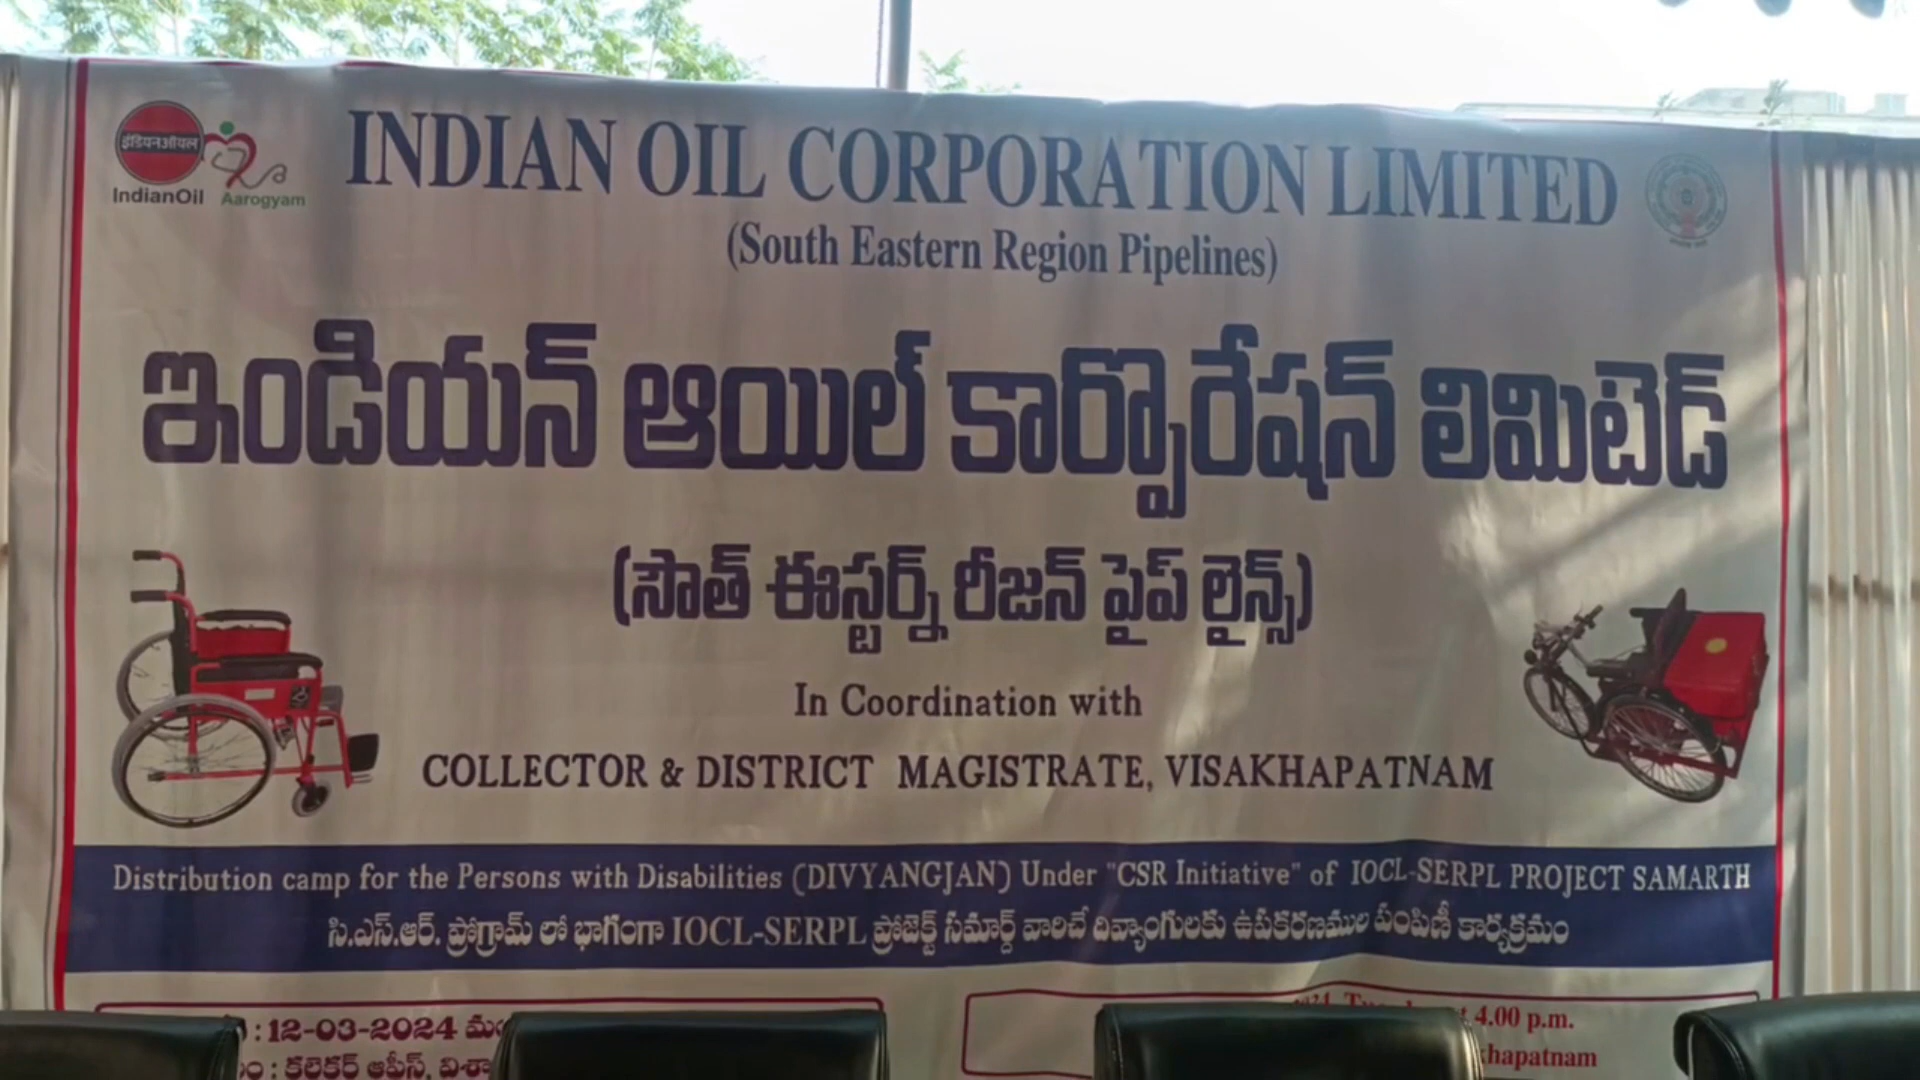 इंडियनऑयल
IndianOil
Aarogyam
INDIAN OIL CORPORATION LIMITED
(South Eastern Region Pipelines)
ఇండియన్ ఆయిల్ కార్పొరేషన్ లిమిటెడ్
(సౌత్ ఈస్టర్న్ రీజన్ పైప్ లైన్స్)
In Coordination with
COLLECTOR & DISTRICT MAGISTRATE, VISAKHAPATNAM
Distribution camp for the Persons with Disabilities (DIVYANGJAN) Under "CSR Initiative" of IOCL-SERPL PROJECT SAMARTH
సి.ఎస్.ఆర్. ప్రోగ్రామ్ లో భాగంగా IOCL-SERPL ప్రోజెక్ట్ సమార్థ్ వారిచే దివ్యాంగులకు ఉపకరణముల పంపిణీ కార్యక్రమం
: 12-03-2024
: కలెకర్ ఆఫీస్,
4.00 p.m.